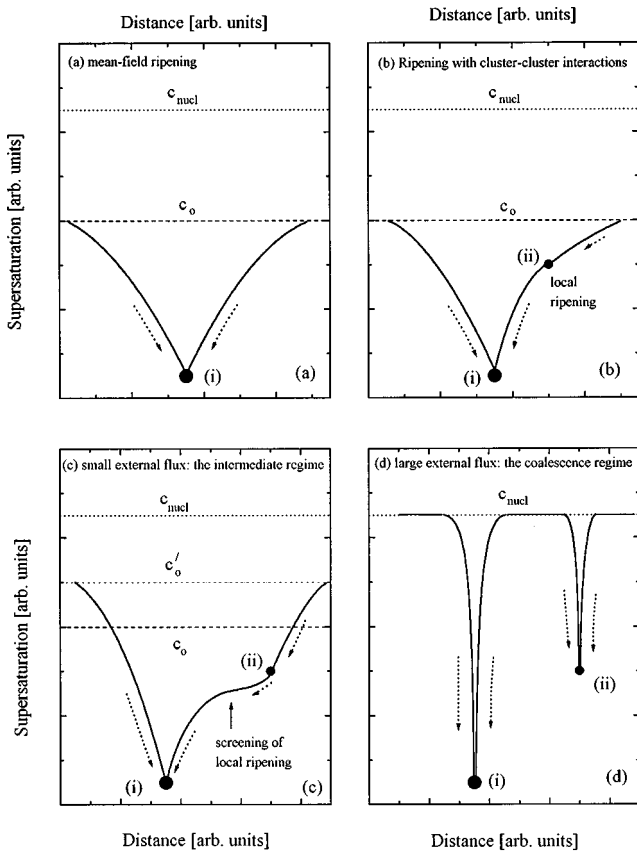 Distance [arb. units]
Distance [arb. units]
(a) mean-field ripening
c_nucl
c_o
(i)
(a)
Supersaturation [arb. units]
(b) Ripening with cluster-cluster interactions
c_nucl
c_o
(ii)
local
ripening
(i)
(b)
(c) small external flux: the intermediate regime
c_nucl
c_o/
c_o
(ii)
screening of
local ripening
(i)
(c)
Supersaturation [arb. units]
(d) large external flux: the coalescence regime
c_nucl
(ii)
(i)
(d)
Distance [arb. units]
Distance [arb. units]